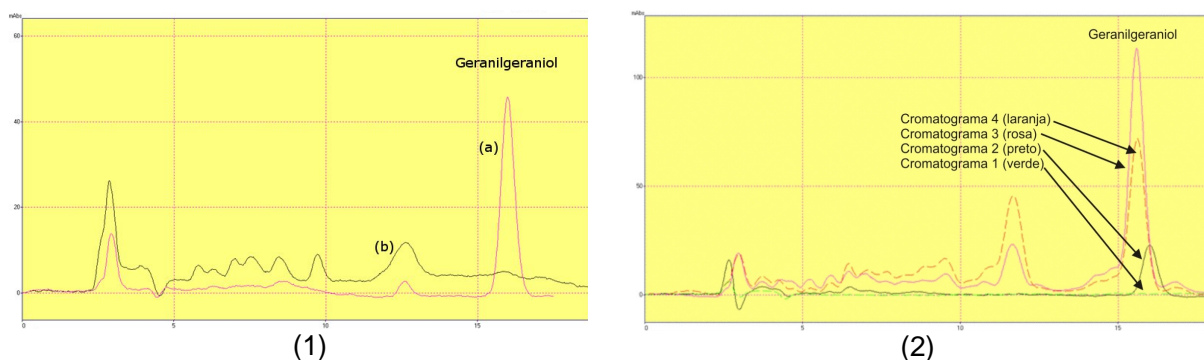 mAbs
60
40
20
0
Geranilgeraniol
(a)
(b)
0
5
10
15
(1)
mAbs
100
50
0
Geranilgeraniol
Cromatograma 4 (laranja)
Cromatograma 3 (rosa)
Cromatograma 2 (preto)
Cromatograma 1 (verde)
0
5
10
15
(2)